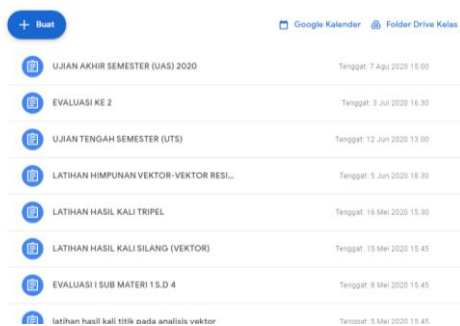 + Buat
Google Kalender
Folder Drive Kelas
UJIAN AKHIR SEMESTER (UAS) 2020 Tenggat: 7 Agu 2020 15.00
EVALUASI KE 2 Tenggat: 3 Jul 2020 16.30
UJIAN TENGAH SEMESTER (UTS) Tenggat: 12 Jun 2020 13.00
LATIHAN HIMPUNAN VEKTOR-VEKTOR RESI... Tenggat: 5 Jun 2020 18.30
LATIHAN HASIL KALI TRIPEL Tenggat: 16 Mei 2020 15.30
LATIHAN HASIL KALI SILANG (VEKTOR) Tenggat: 15 Mei 2020 15.45
EVALUASI I SUB MATERI 1 S.D 4 Tenggat: 8 Mei 2020 15.45
latihan hasil kali titik pada analisis vektor Tenggat: 5 Mei 2020 15.45